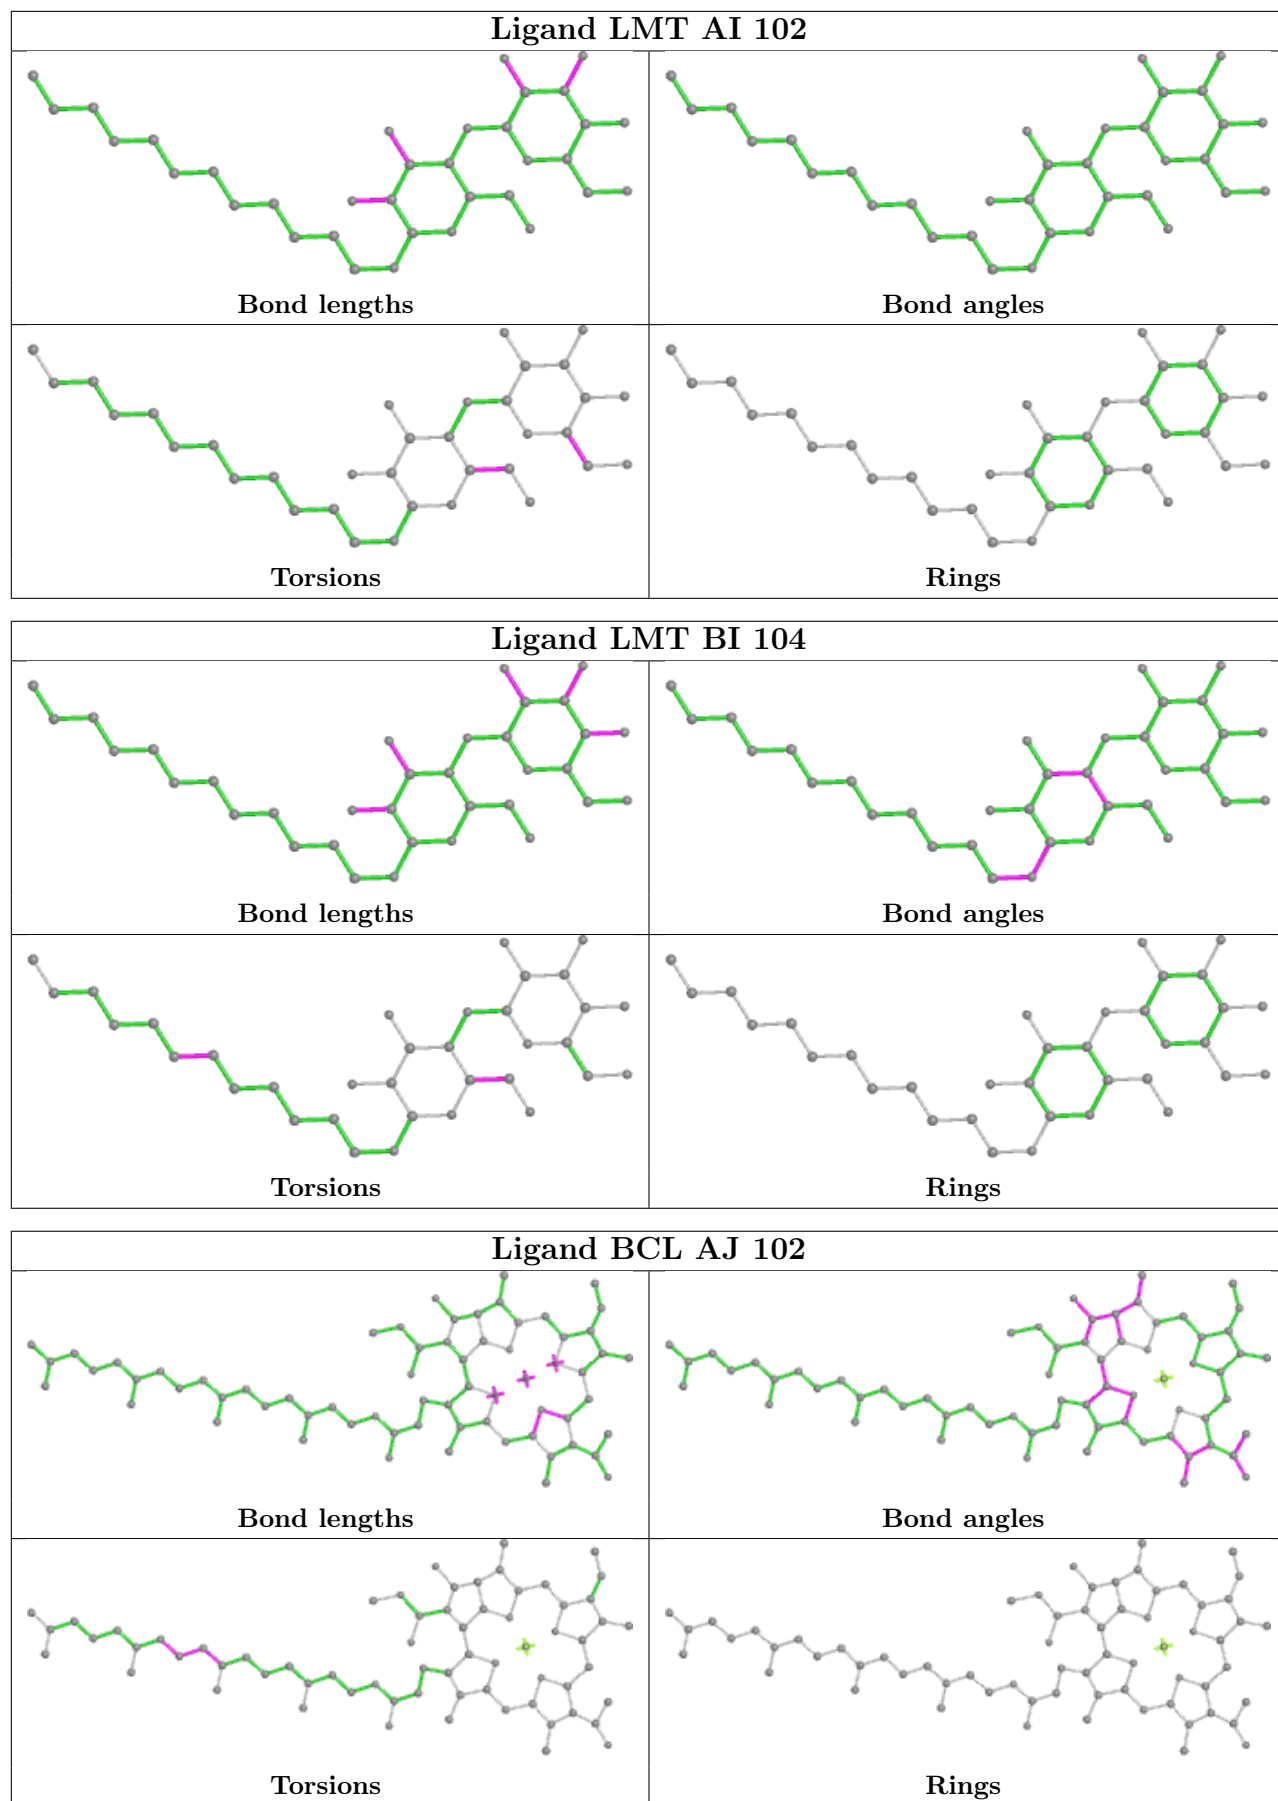 Ligand LMT AI 102
Bond lengths
Bond angles
Torsions
Rings
Ligand LMT BI 104
Bond lengths
Bond angles
Torsions
Rings
Ligand BCL AJ 102
Bond lengths
Bond angles
Torsions
Rings